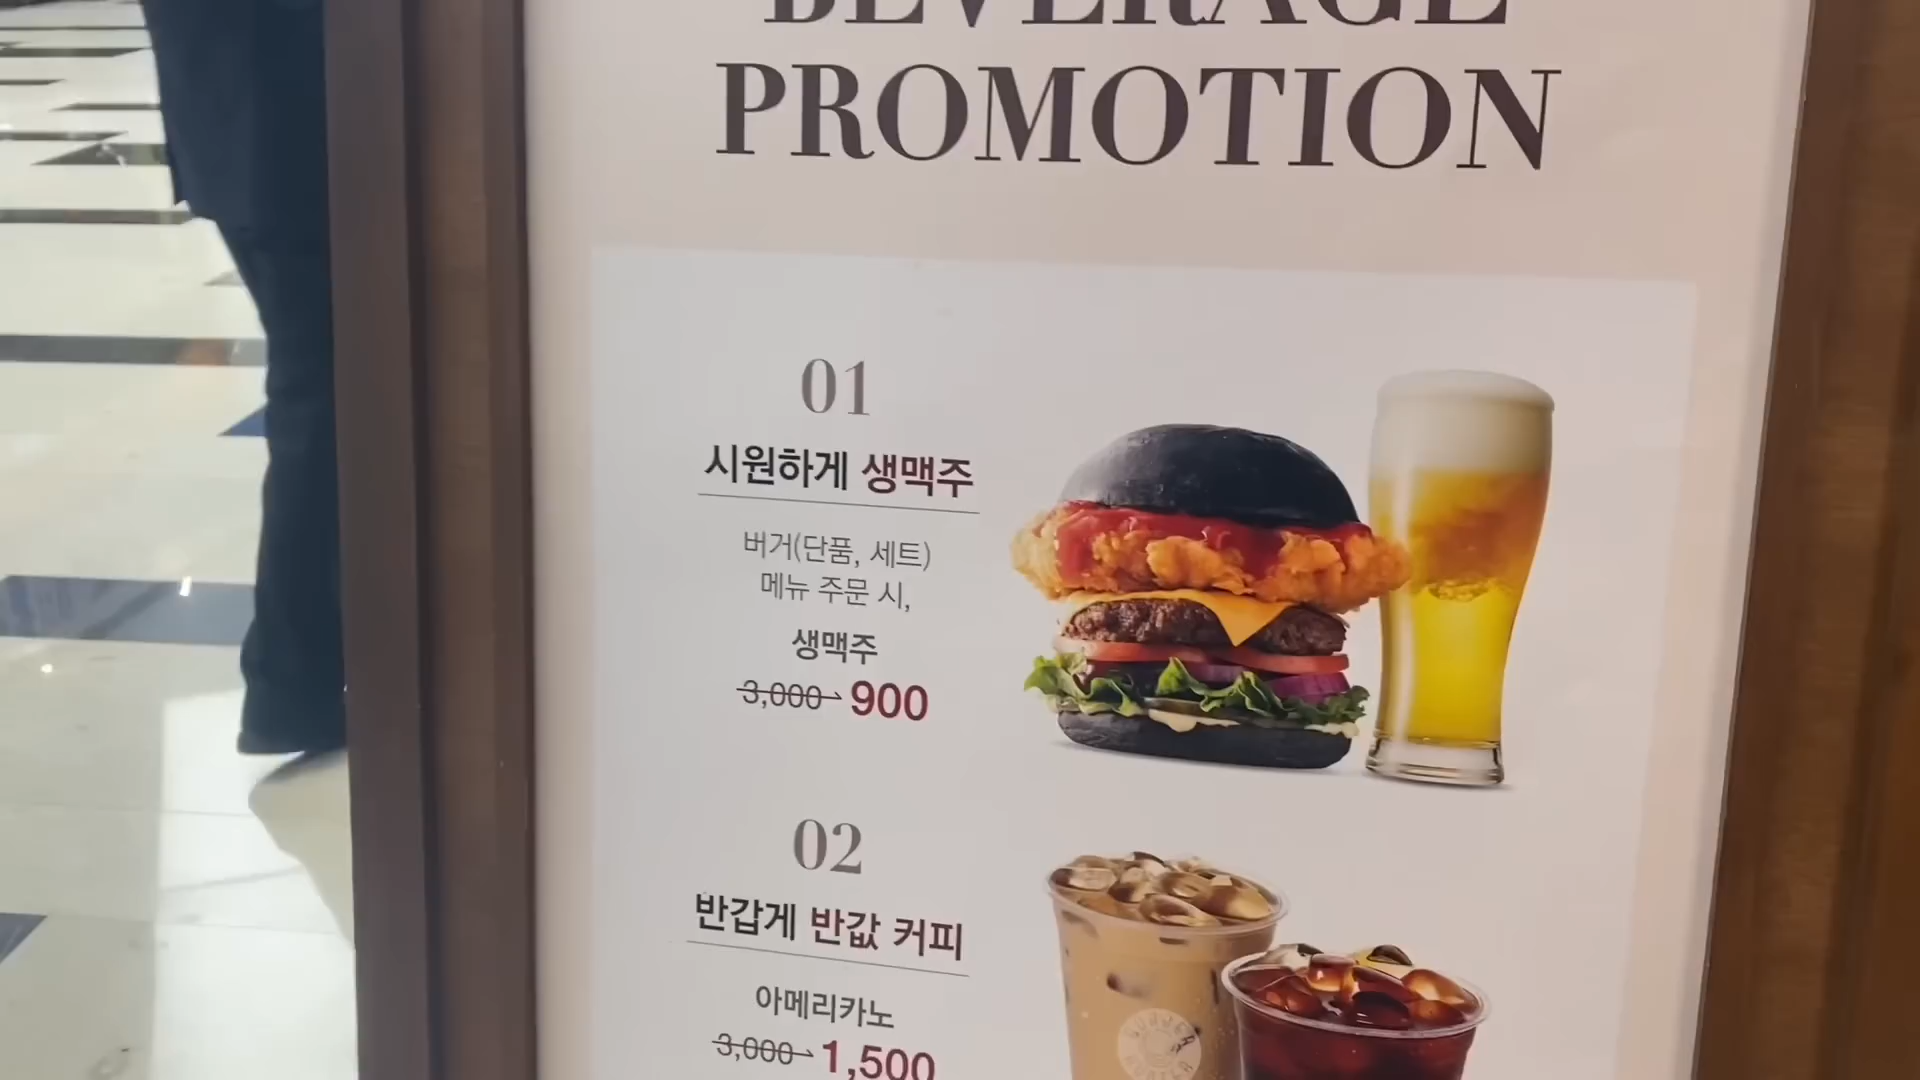 BEVERAGE
PROMOTION
01
시원하게 생맥주
버거(단품, 세트)
메뉴 주문 시,
생맥주
3,000 900
02
반갑게 반값 커피
아메리카노
3,000 1,500